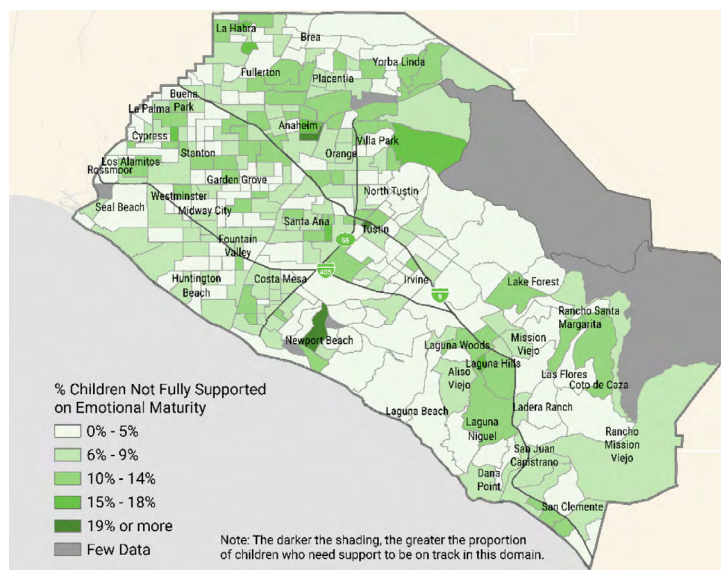 La Habra
Brea
Yorba Linda
Fullerton
Placentia
Buena
Park
La Palma
Anaheim
Cypress
Villa Park
Orange
Stanton
Los Alamitos
Rossmoor
Garden Grove
North Tustin
Westminster
Midway City
Seal Beach
Santa Ana
Tustin
Fountain
Valley
55
405
5
Irvine
Costa Mesa
Huntington
Beach
Lake Forest
Rancho Santa
Margarita
Newport Beach
Laguna Woods
Mission
Viejo
Laguna Hills
Aliso
Viejo
Las Flores
Coto de Caza
Laguna Beach
Ladera Ranch
Laguna
Niguel
Rancho
Mission
Viejo
San Juan
Capistrano
Dana
Point
San Clemente
% Children Not Fully Supported
on Emotional Maturity
0% - 5%
6% - 9%
10% - 14%
15% - 18%
19% or more
Few Data
Note: The darker the shading, the greater the proportion
of children who need support to be on track in this domain.